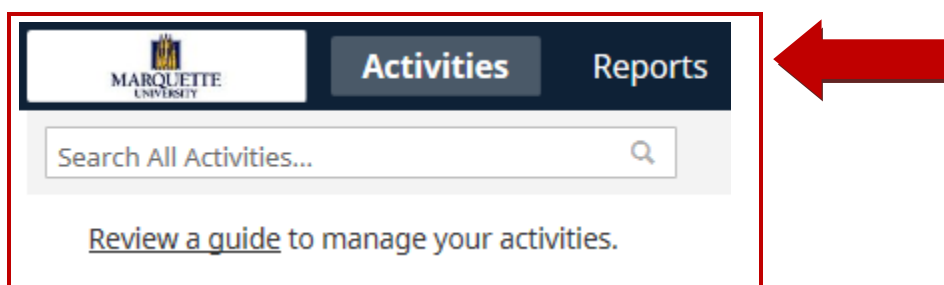 MARQUETTE
UNIVERSITY
Activities
Reports
Search All Activities...
Review a guide to manage your activities.